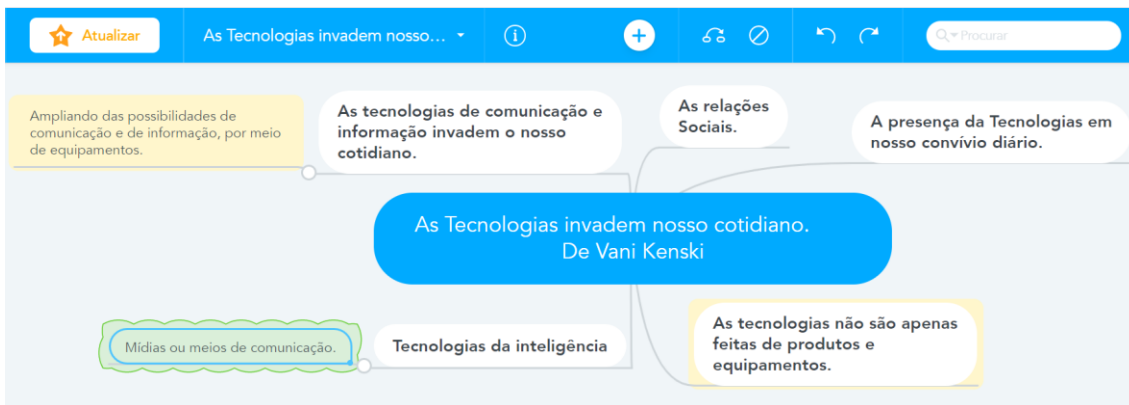 Atualizar
As Tecnologias invadem nosso...
Procurar
Ampliando das possibilidades de
comunicação e de informação, por meio
de equipamentos.
As tecnologias de comunicação e
informação invadem o nosso
cotidiano.
As relações
Sociais.
A presença da Tecnologias em
nosso convívio diário.
As Tecnologias invadem nosso cotidiano.
De Vani Kenski
Mídias ou meios de comunicação.
Tecnologias da inteligência
As tecnologias não são apenas
feitas de produtos e
equipamentos.